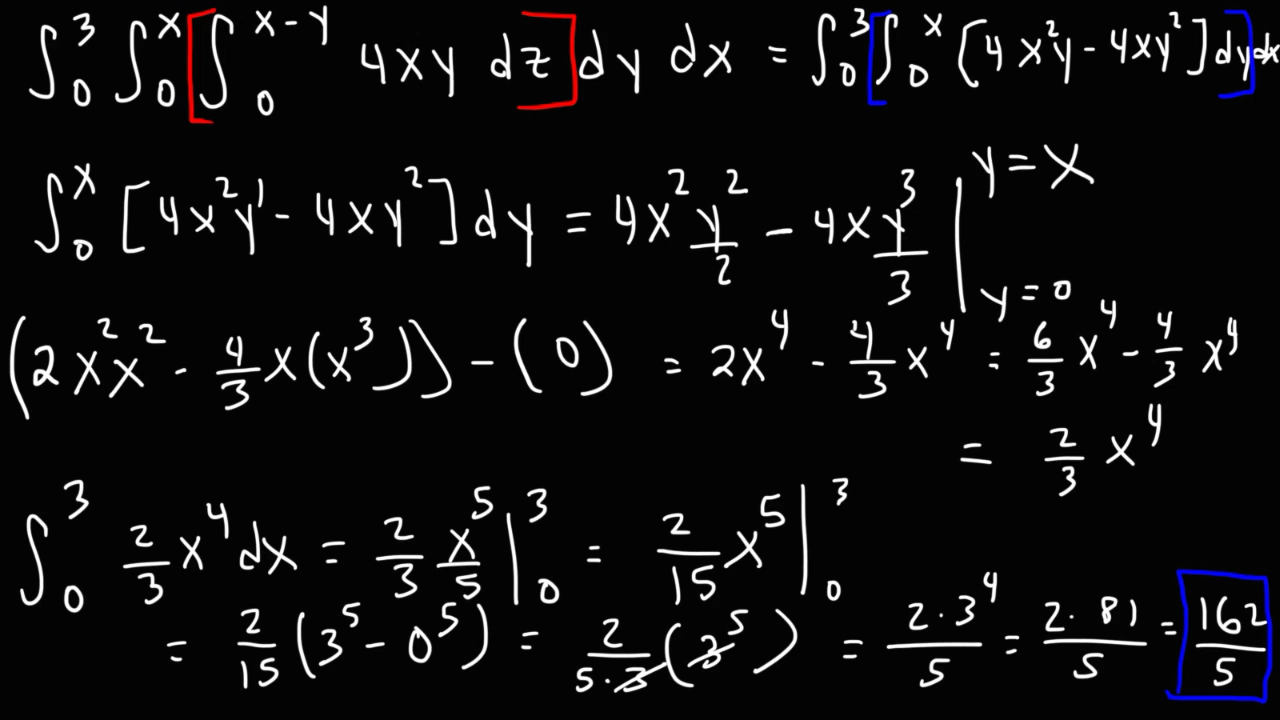 ∫₀³ ∫₀ˣ [∫₀ˣ⁻ʸ 4xy dz] dy dx = ∫₀³ [∫₀ˣ [4x²y - 4xy²] dy] dx
∫₀ˣ [4x²y¹ - 4xy²] dy = 4x² y²/2 - 4x y³/3 | y=x y=0
(2x²x² - 4/3 x(x³)) - (0) = 2x⁴ - 4/3 x⁴ = 6/3 x⁴ - 4/3 x⁴
= 2/3 x⁴
∫₀³ 2/3 x⁴ dx = 2/3 x⁵/5 |₀³ = 2/15 x⁵ |₀³
= 2/15 (3⁵ - 0⁵) = 2/(5·3) (3⁵) = 2·3⁴/5 = 2·81/5 = 162/5